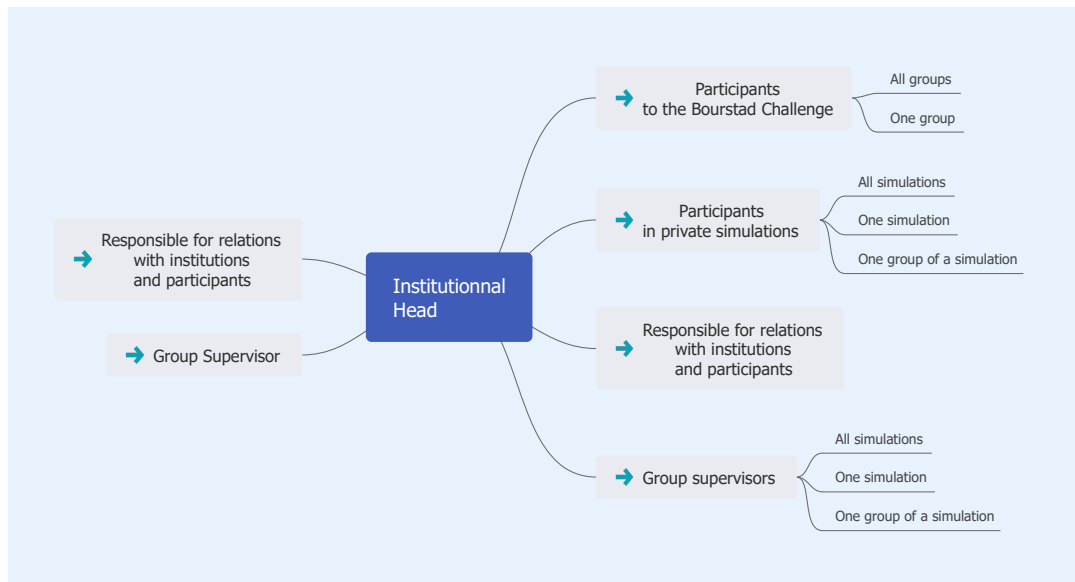 Responsible for relations
with institutions
and participants
Group Supervisor
Institutionnal
Head
Participants
to the Bourstad Challenge
All groups
One group
Participants
in private simulations
All simulations
One simulation
One group of a simulation
Responsible for relations
with institutions
and participants
Group supervisors
All simulations
One simulation
One group of a simulation